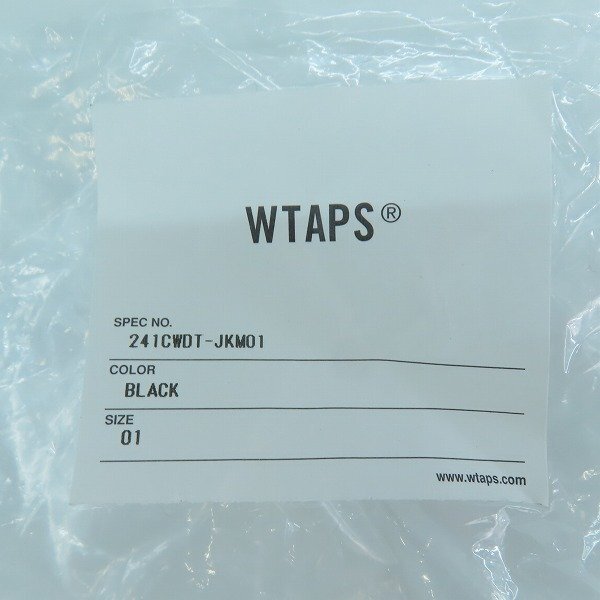 WTAPS®
SPEC NO.
241CWDT-JKM01
COLOR
BLACK
SIZE
01
www.wtaps.com